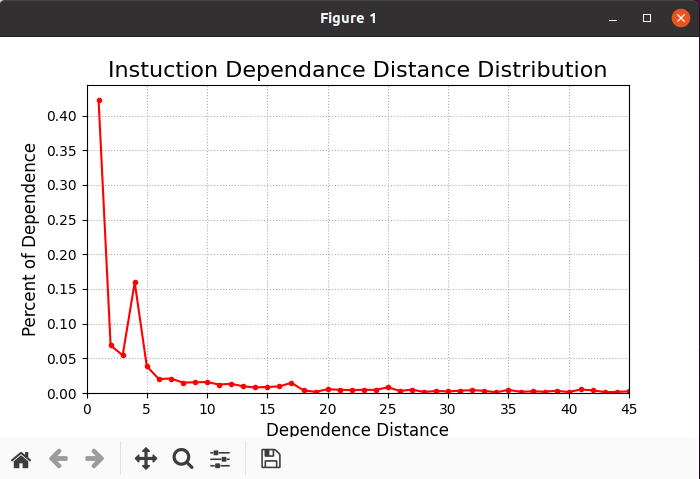 Figure 1
Instuction Dependance Distance Distribution
Percent of Dependence
0.40
0.35
0.30
0.25
0.20
0.15
0.10
0.05
0.00
0 5 10 15 20 25 30 35 40 45
Dependence Distance